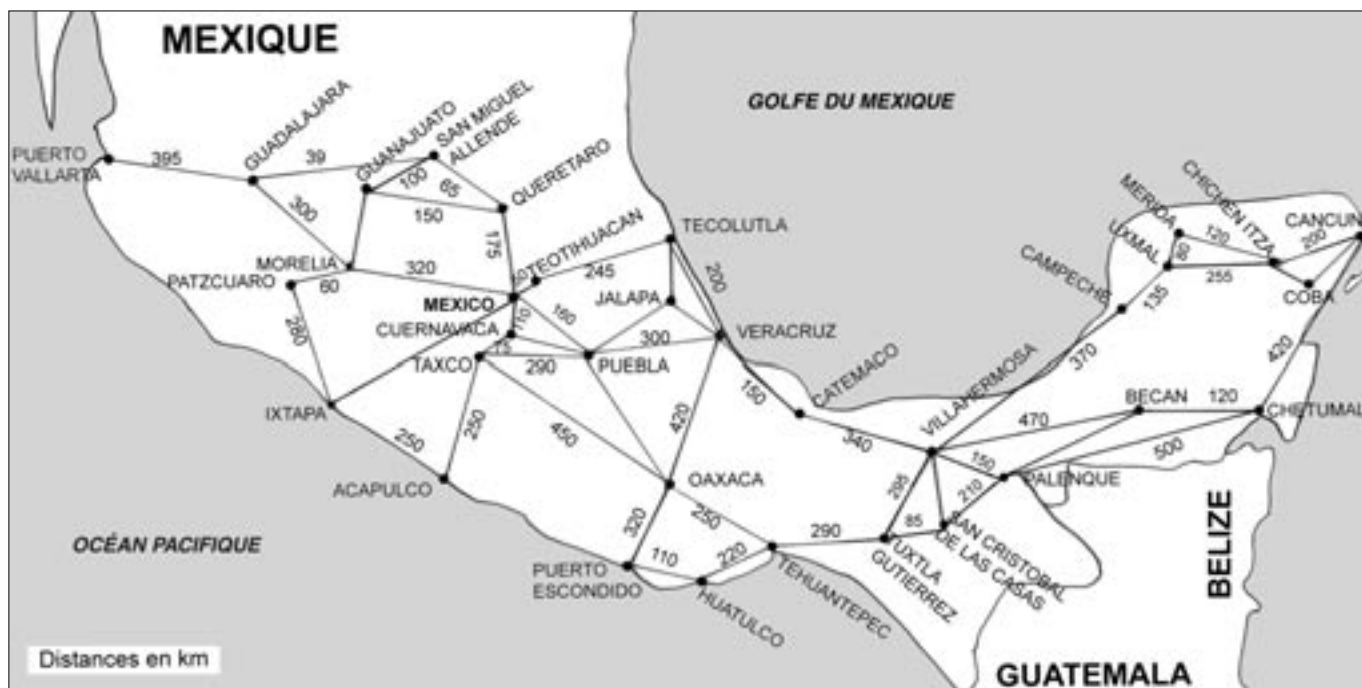 MEXIQUE
GOLFE DU MEXIQUE
PUERTO
VALLARTA
395
GUADALAJARA
39
GUANAJUATO
SAN MIGUEL
ALLENDE
100
65
QUERETARO
150
300
175
TEOTIHUACAN
TECOLUTLA
MERIDA
CHICHEN ITZA
CANCUN
120
200
UXMAL
80
255
COBA
MORELIA
320
245
200
PATZCUARO
60
MEXICO
JALAPA
CAMPECHE
135
280
110
160
CUERNAVACA
75
300
VERACRUZ
TAXCO
290
PUEBLA
370
420
IXTAPA
150
CATEMACO
VILLAHERMOSA
BECAN
120
CHETUMAL
250
250
450
420
340
470
500
ACAPULCO
OAXACA
150
PALENQUE
295
210
320
250
85
SAN CRISTOBAL
DE LAS CASAS
OCÉAN PACIFIQUE
290
TUXTLA
GUTIERREZ
PUERTO
ESCONDIDO
110
220
TEHUANTEPEC
HUATULCO
BELIZE
Distances en km
GUATEMALA